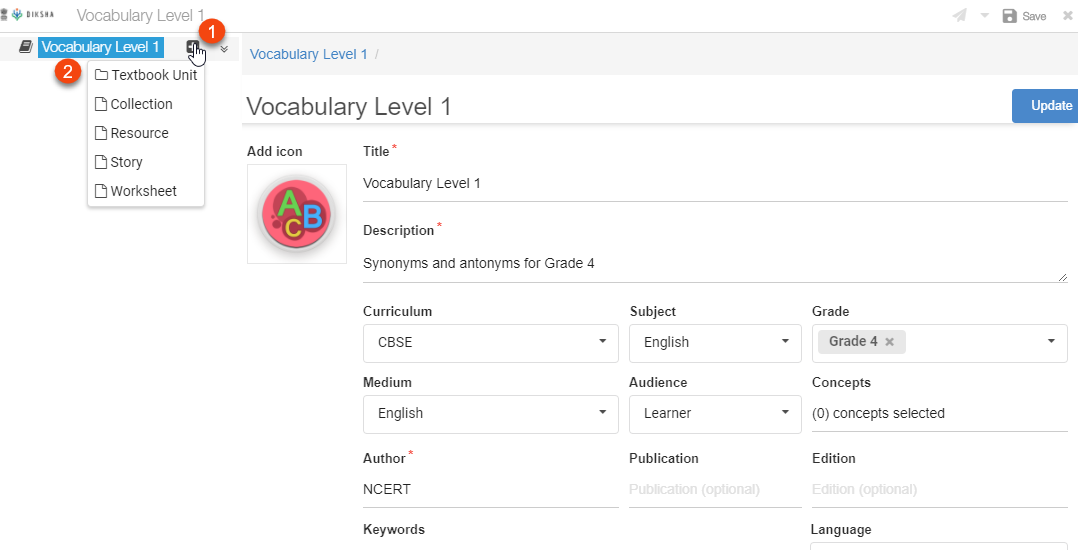 DIKSHA Vocabulary Level 1 Save
1
Vocabulary Level 1
2
Textbook Unit
Collection
Resource
Story
Worksheet
Vocabulary Level 1 /
Vocabulary Level 1
Update
Add icon
A B C
Title *
Vocabulary Level 1
Description *
Synonyms and antonyms for Grade 4
Curriculum Subject Grade
CBSE English Grade 4 ×
Medium Audience Concepts
English Learner (0) concepts selected
Author * Publication Edition
NCERT Publication (optional) Edition (optional)
Keywords Language